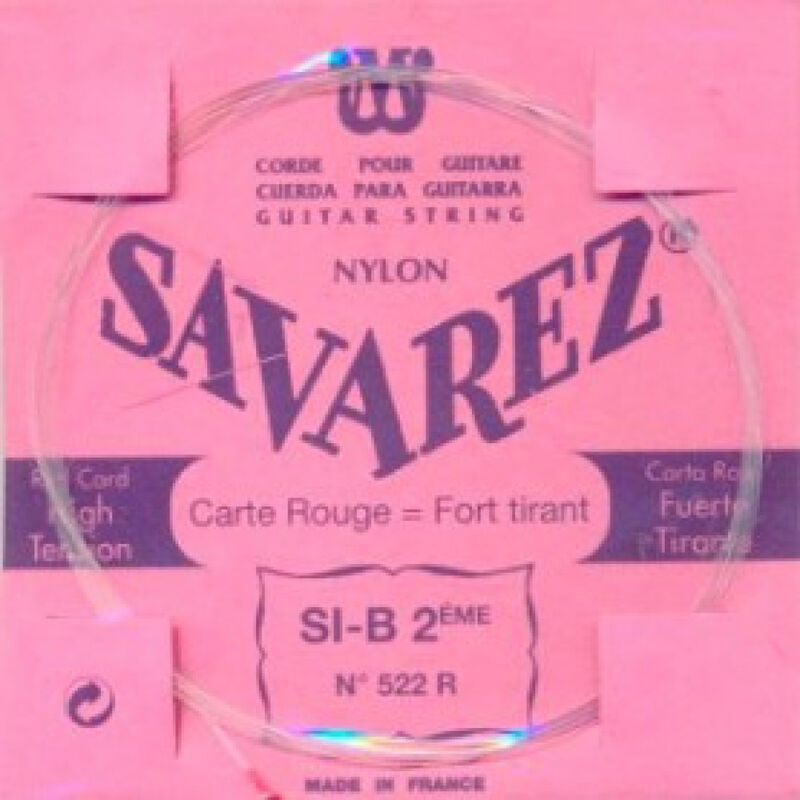 CORDE POUR GUITARE
CUERDA PARA GUITARRA
GUITAR STRING
NYLON
SAVAREZ®
Red Card
High
Tension
Carte Rouge = Fort tirant
Carta Roja
Fuerte
Tirante
SI-B 2ÈME
N° 522 R
MADE IN FRANCE